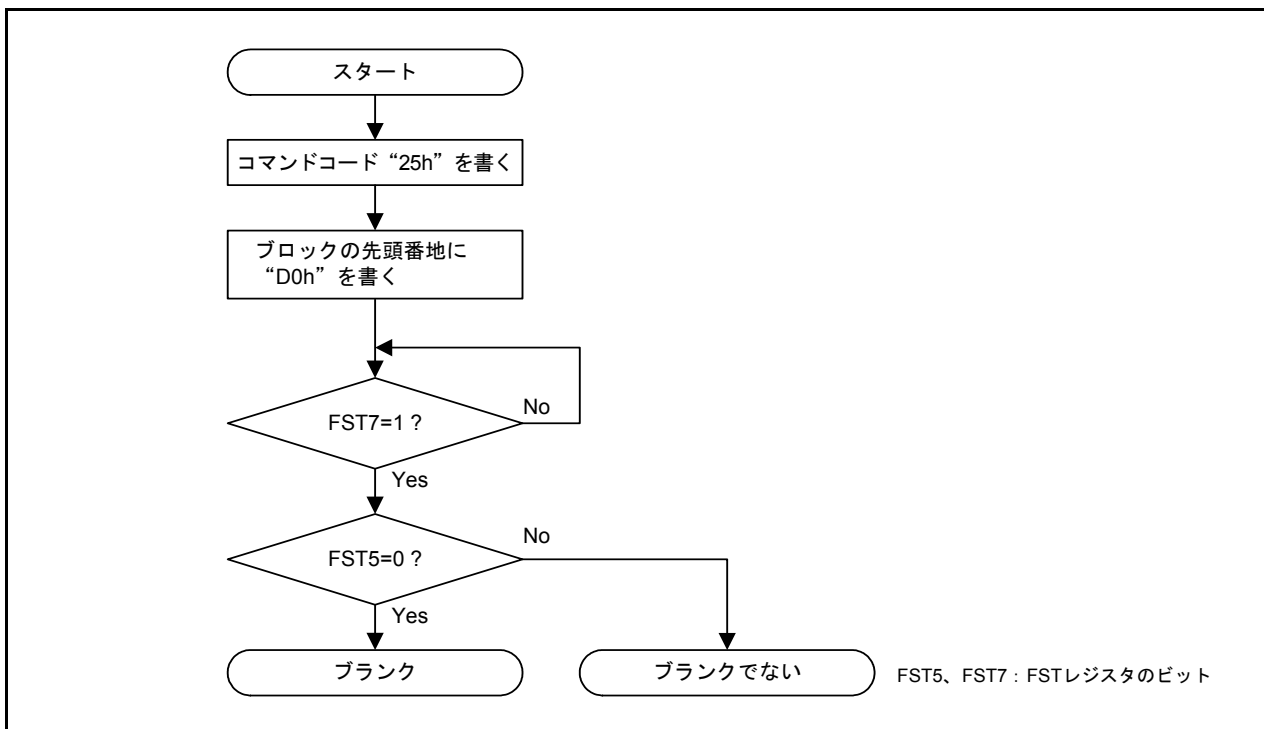 スタート
コマンドコード“25h”を書く
ブロックの先頭番地に
“D0h”を書く
FST7=1 ?
No
Yes
FST5=0 ?
No
Yes
ブランク
ブランクでない
FST5、FST7：FSTレジスタのビット